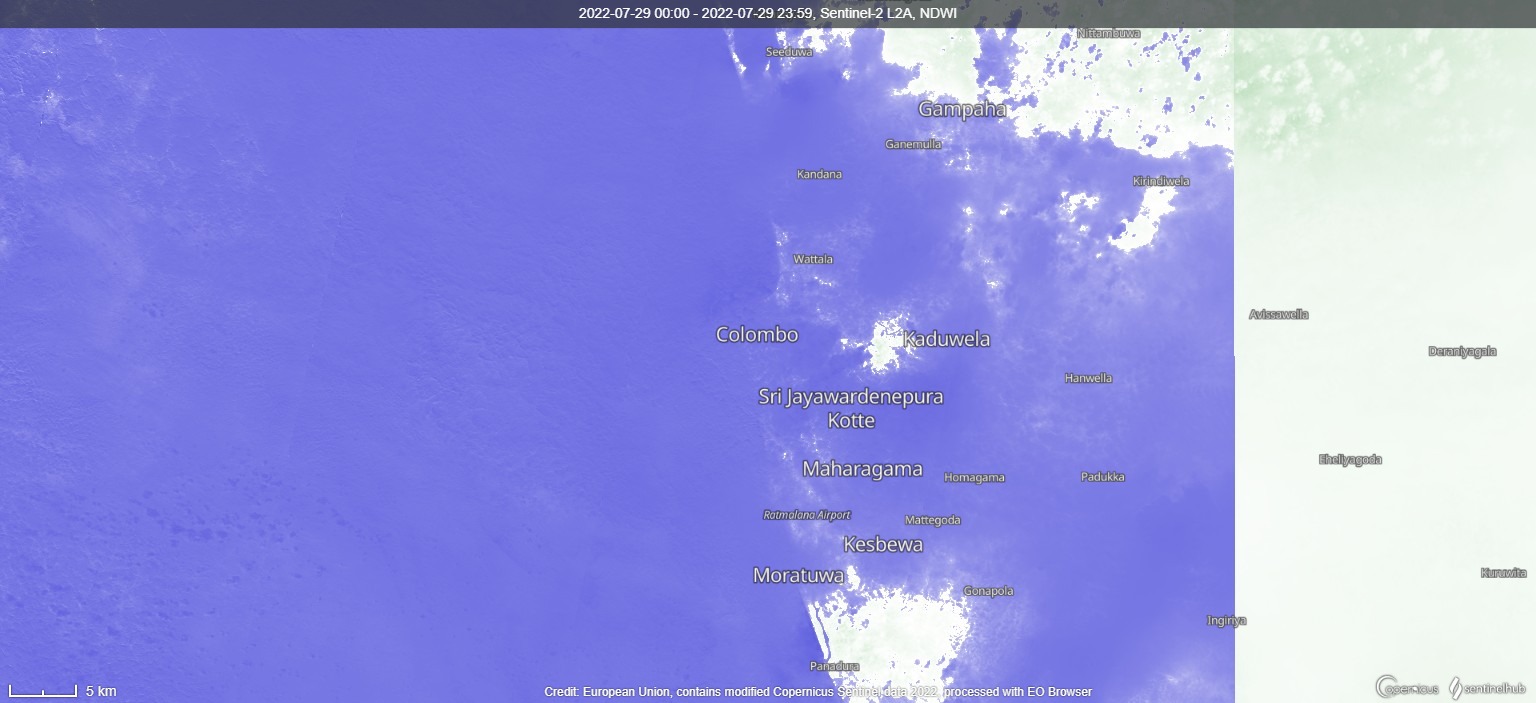 2022-07-29 00:00 - 2022-07-29 23:59, Sentinel-2 L2A, NDWI
Nittambuwa
Seeduwa
Gampaha
Ganemulla
Kandana
Kirindiwela
Wattala
Avissawella
Colombo
Kaduwela
Deraniyagala
Hanwella
Sri Jayawardenepura
Kotte
Eheliyagoda
Maharagama
Homagama
Padukka
Ratmalana Airport
Mattegoda
Kesbewa
Moratuwa
Kuruwita
Gonapola
Ingiriya
Panadura
5 km
Credit: European Union, contains modified Copernicus Sentinel data 2022, processed with EO Browser
opernicus
sentinelhub